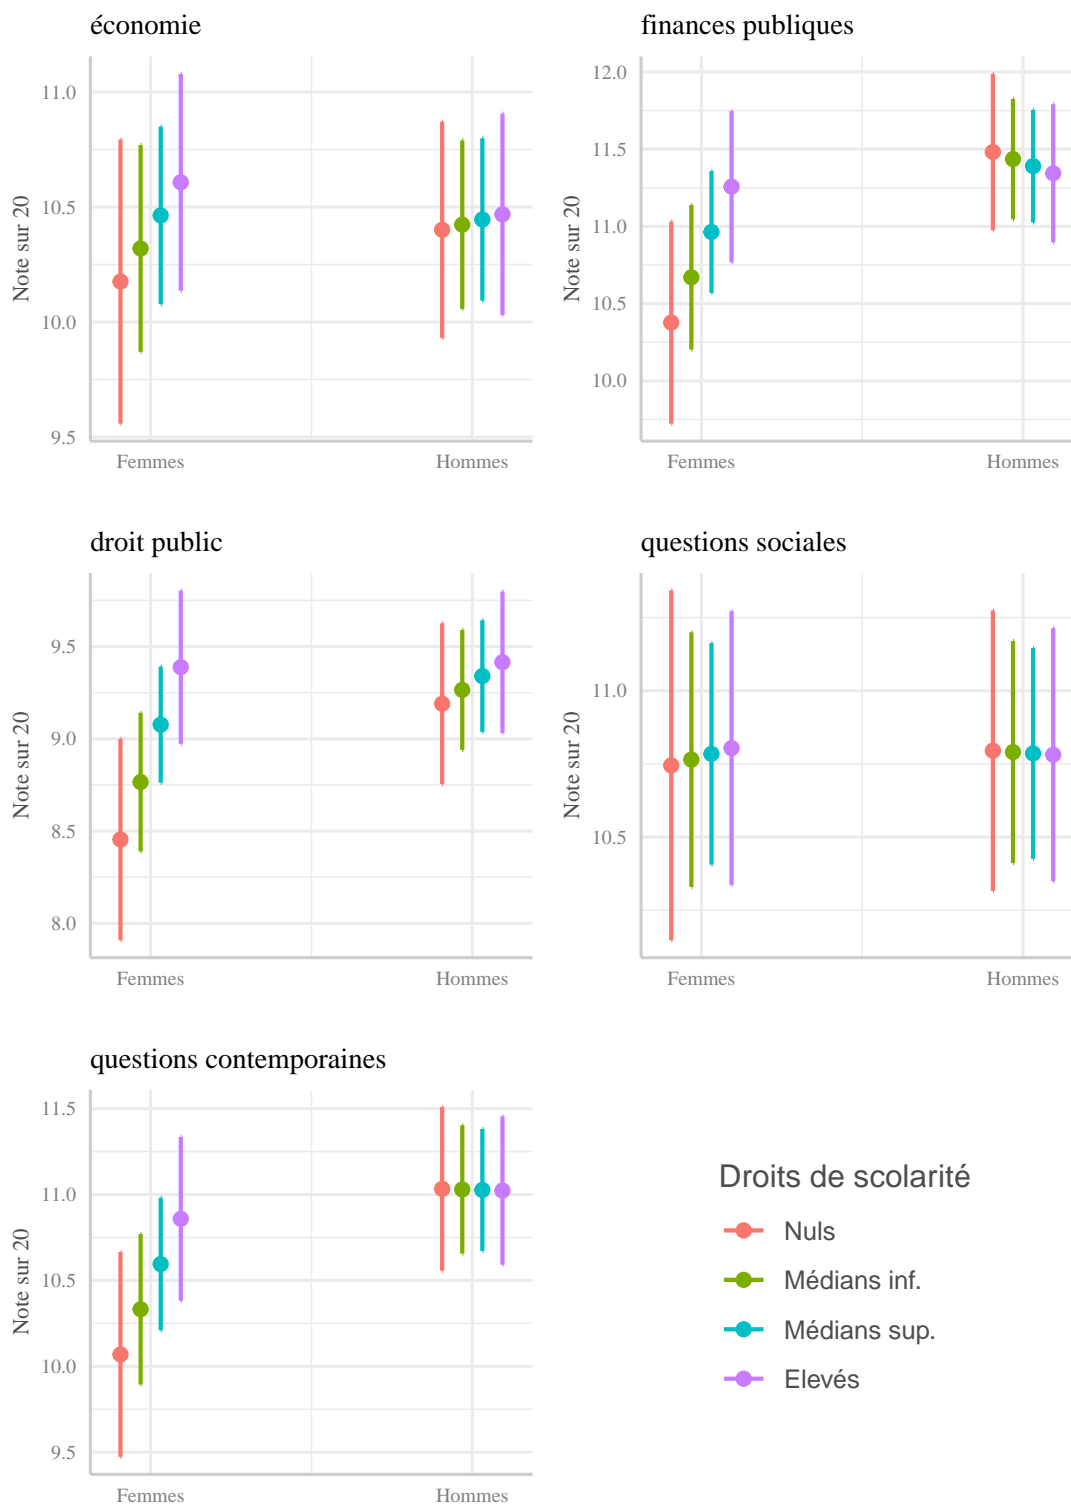 économie
Note sur 20
11.0
10.5
10.0
9.5
Femmes Hommes
finances publiques
Note sur 20
12.0
11.5
11.0
10.5
10.0
Femmes Hommes
droit public
Note sur 20
9.5
9.0
8.5
8.0
Femmes Hommes
questions sociales
Note sur 20
11.0
10.5
Femmes Hommes
questions contemporaines
Note sur 20
11.5
11.0
10.5
10.0
9.5
Femmes Hommes
Droits de scolarité
Nuls
Médians inf.
Médians sup.
Elevés